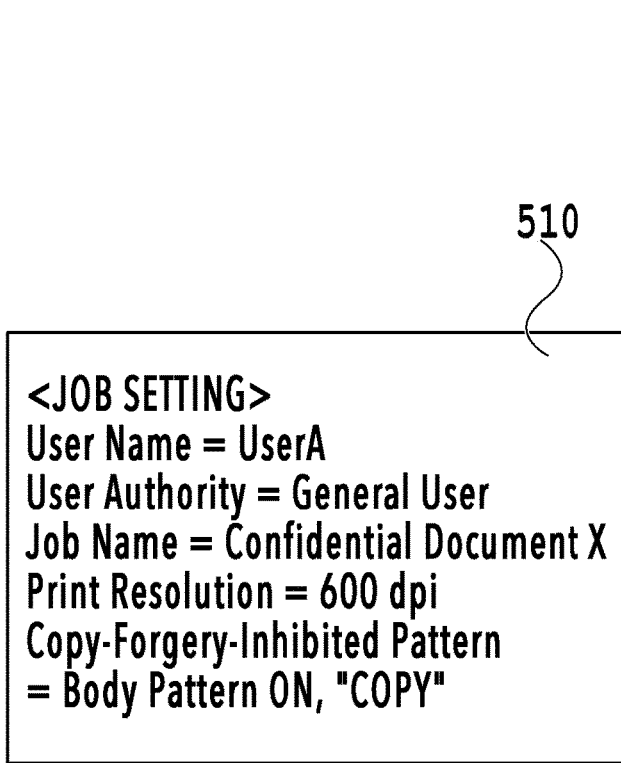 510
<JOB SETTING>
User Name = UserA
User Authority = General User
Job Name = Confidential Document X
Print Resolution = 600 dpi
Copy-Forgery-Inhibited Pattern
= Body Pattern ON, "COPY"